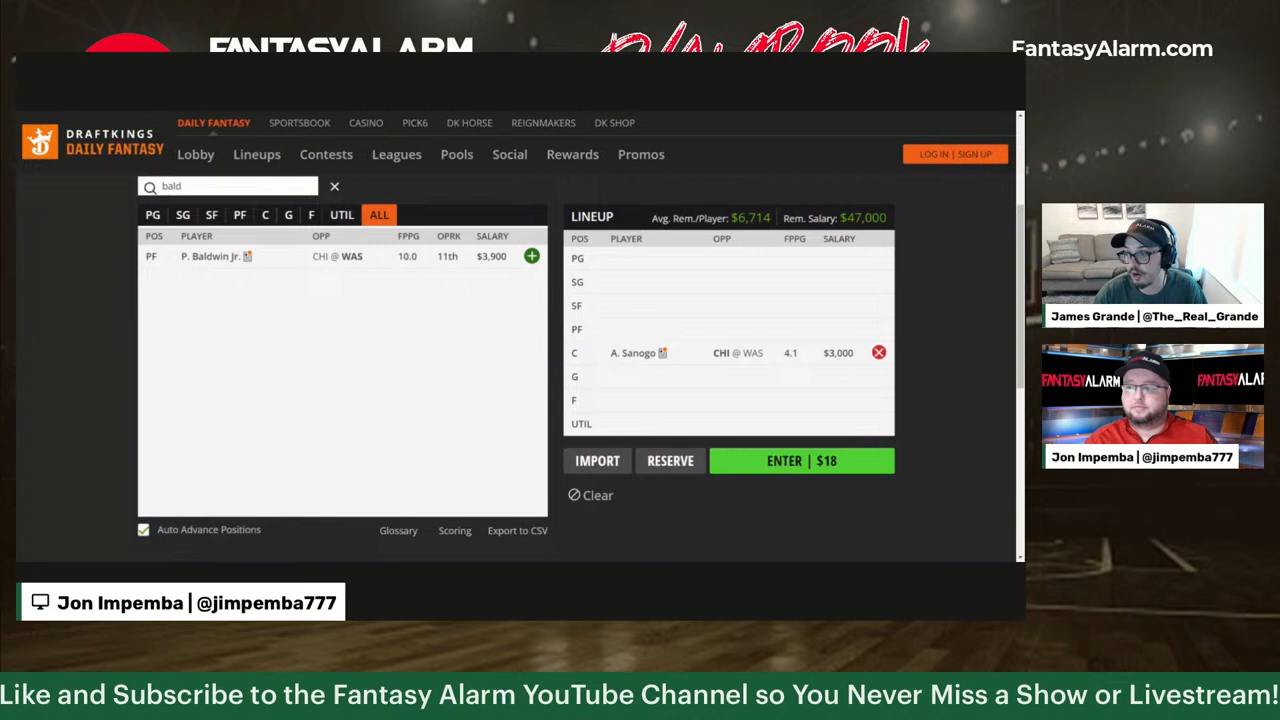 FANTASYALARM
PLAYBOOK
FantasyAlarm.com
DRAFTKINGS
DAILY FANTASY
DAILY FANTASY SPORTSBOOK CASINO PICK6 DK HORSE REIGNMAKERS DK SHOP
Lobby Lineups Contests Leagues Pools Social Rewards Promos
LOG IN | SIGN UP
bald
PG SG SF PF C G F UTIL ALL
POS PLAYER OPP FPPG OPRK SALARY
PF P. Baldwin Jr. CHI @ WAS 10.0 11th $3,900
LINEUP Avg. Rem./Player: $6,714 Rem. Salary: $47,000
POS PLAYER OPP FPPG SALARY
PG
SG
SF
PF
C A. Sanogo CHI @ WAS 4.1 $3,000
G
F
UTIL
IMPORT RESERVE ENTER | $18
Clear
Auto Advance Positions Glossary Scoring Export to CSV
James Grande | @The_Real_Grande
FANTASYALARM
FANTASYALA
Jon Impemba | @jimpemba777
Jon Impemba | @jimpemba777
Like and Subscribe to the Fantasy Alarm YouTube Channel so You Never Miss a Show or Livestream!